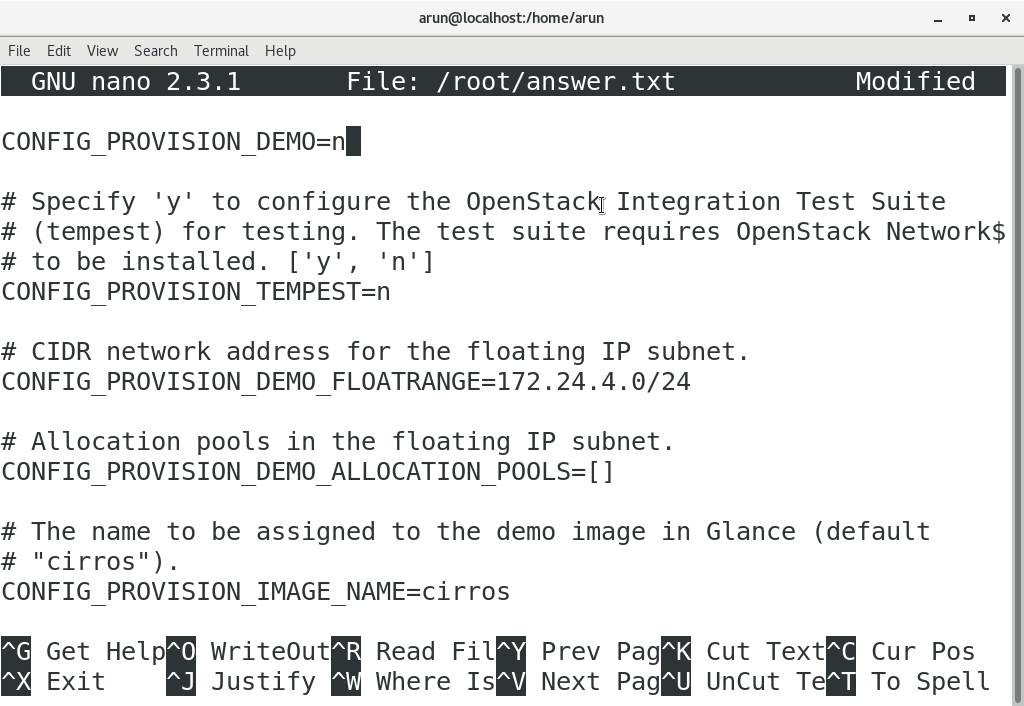 arun@localhost:/home/arun
File Edit View Search Terminal Help
GNU nano 2.3.1 File: /root/answer.txt Modified
CONFIG_PROVISION_DEMO=n
# Specify 'y' to configure the OpenStack Integration Test Suite
# (tempest) for testing. The test suite requires OpenStack Network$
# to be installed. ['y', 'n']
CONFIG_PROVISION_TEMPEST=n
# CIDR network address for the floating IP subnet.
CONFIG_PROVISION_DEMO_FLOATRANGE=172.24.4.0/24
# Allocation pools in the floating IP subnet.
CONFIG_PROVISION_DEMO_ALLOCATION_POOLS=[]
# The name to be assigned to the demo image in Glance (default
# "cirros").
CONFIG_PROVISION_IMAGE_NAME=cirros
^G Get Help^O WriteOut^R Read Fil^Y Prev Pag^K Cut Text^C Cur Pos
^X Exit ^J Justify ^W Where Is^V Next Pag^U UnCut Te^T To Spell